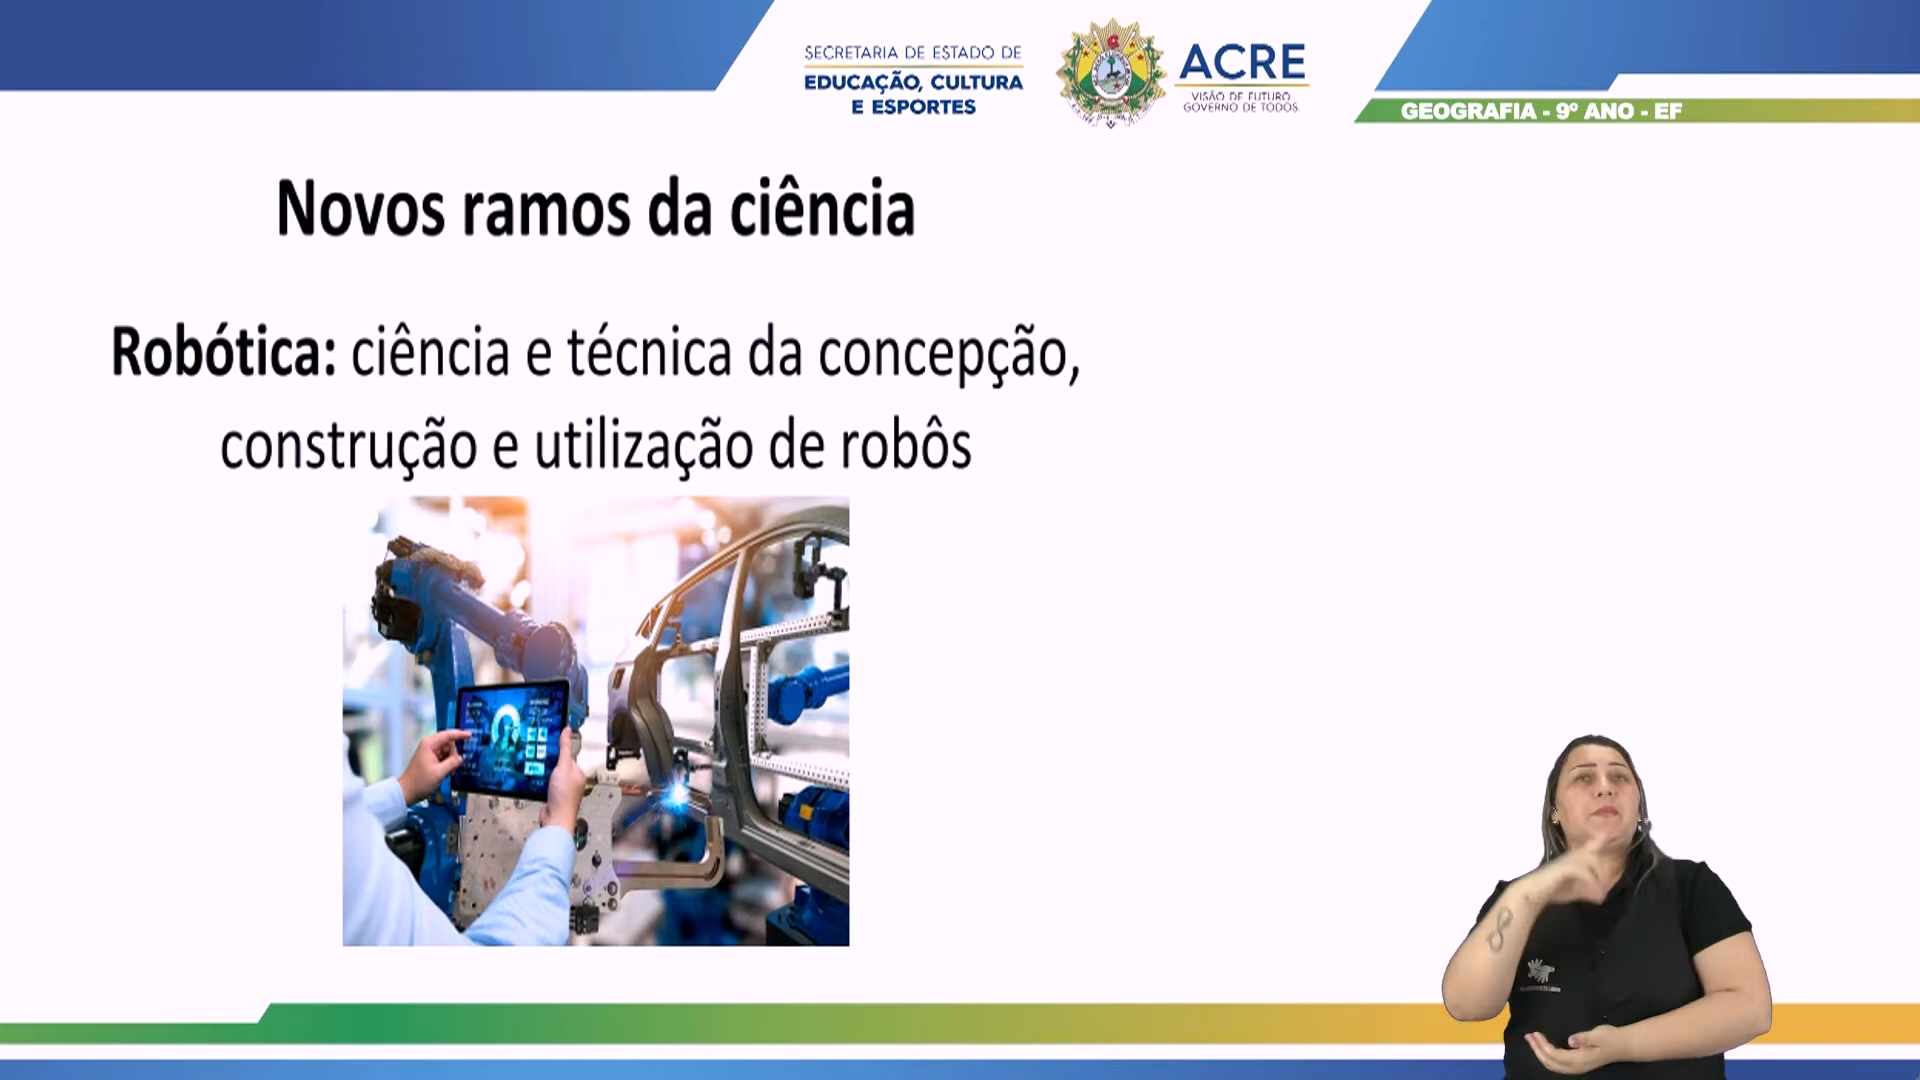 SECRETARIA DE ESTADO DE
EDUCAÇÃO, CULTURA
E ESPORTES
ACRE
VISÃO DE FUTURO
GOVERNO DE TODOS
GEOGRAFIA - 9º ANO - EF
Novos ramos da ciência
Robótica: ciência e técnica da concepção,
construção e utilização de robôs